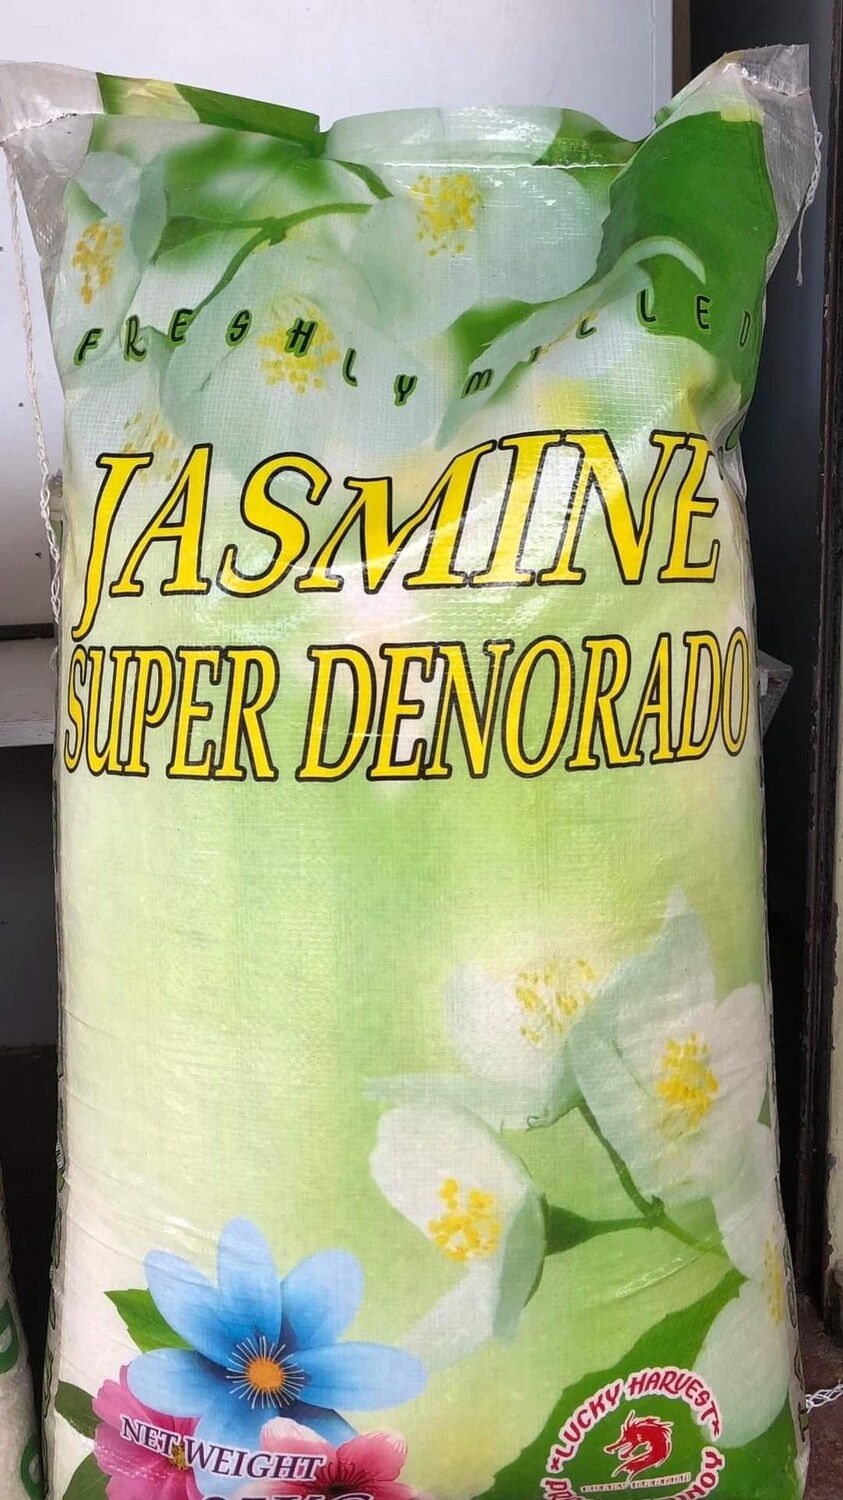 FRESHLY MILLED
JASMINE
SUPER DENORADO
NET WEIGHT
*LUCKY HARVEST*